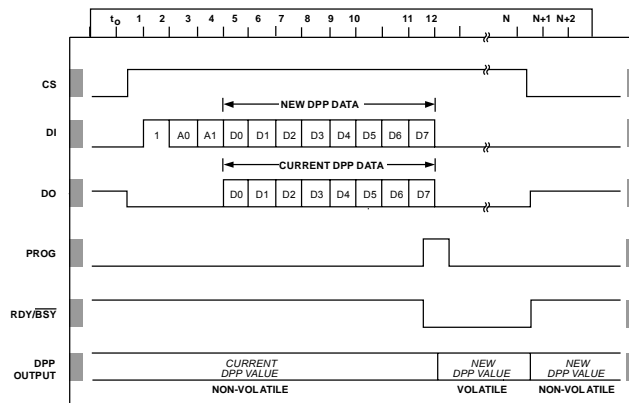 to 1 2 3 4 5 6 7 8 9 10 11 12 N N+1 N+2
CS
NEW DPP DATA
DI 1 A0 A1 D0 D1 D2 D3 D4 D5 D6 D7
CURRENT DPP DATA
DO D0 D1 D2 D3 D4 D5 D6 D7
PROG
RDY/BSY
DPP OUTPUT
CURRENT DPP VALUE
NEW DPP VALUE
NEW DPP VALUE
NON-VOLATILE VOLATILE NON-VOLATILE